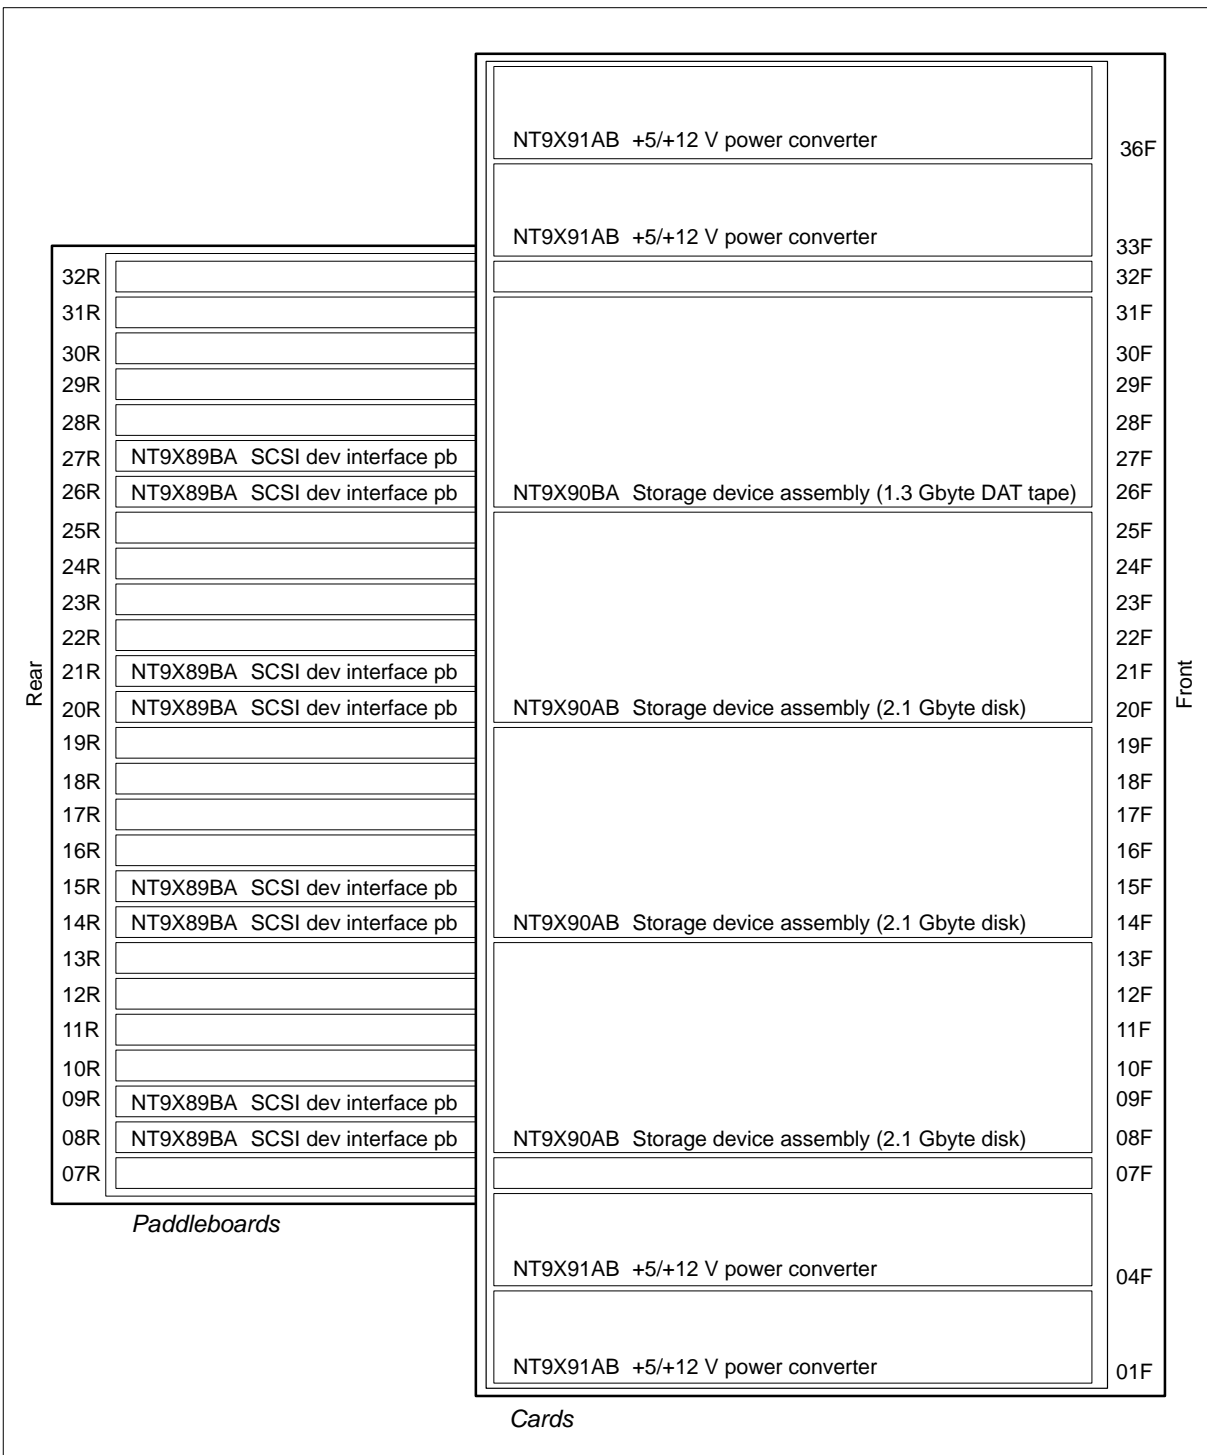 NT9X91AB +5/+12 V power converter 36F
NT9X91AB +5/+12 V power converter 33F
32R 32F
31R 31F
30R 30F
29R 29F
28R 28F
27R NT9X89BA SCSI dev interface pb 27F
26R NT9X89BA SCSI dev interface pb NT9X90BA Storage device assembly (1.3 Gbyte DAT tape) 26F
25R 25F
24R 24F
23R 23F
22R 22F
21R NT9X89BA SCSI dev interface pb 21F
Rear
Front
20R NT9X89BA SCSI dev interface pb NT9X90AB Storage device assembly (2.1 Gbyte disk) 20F
19R 19F
18R 18F
17R 17F
16R 16F
15R NT9X89BA SCSI dev interface pb 15F
14R NT9X89BA SCSI dev interface pb NT9X90AB Storage device assembly (2.1 Gbyte disk) 14F
13R 13F
12R 12F
11R 11F
10R 10F
09R NT9X89BA SCSI dev interface pb 09F
08R NT9X89BA SCSI dev interface pb NT9X90AB Storage device assembly (2.1 Gbyte disk) 08F
07R 07F
Paddleboards
NT9X91AB +5/+12 V power converter 04F
NT9X91AB +5/+12 V power converter 01F
Cards